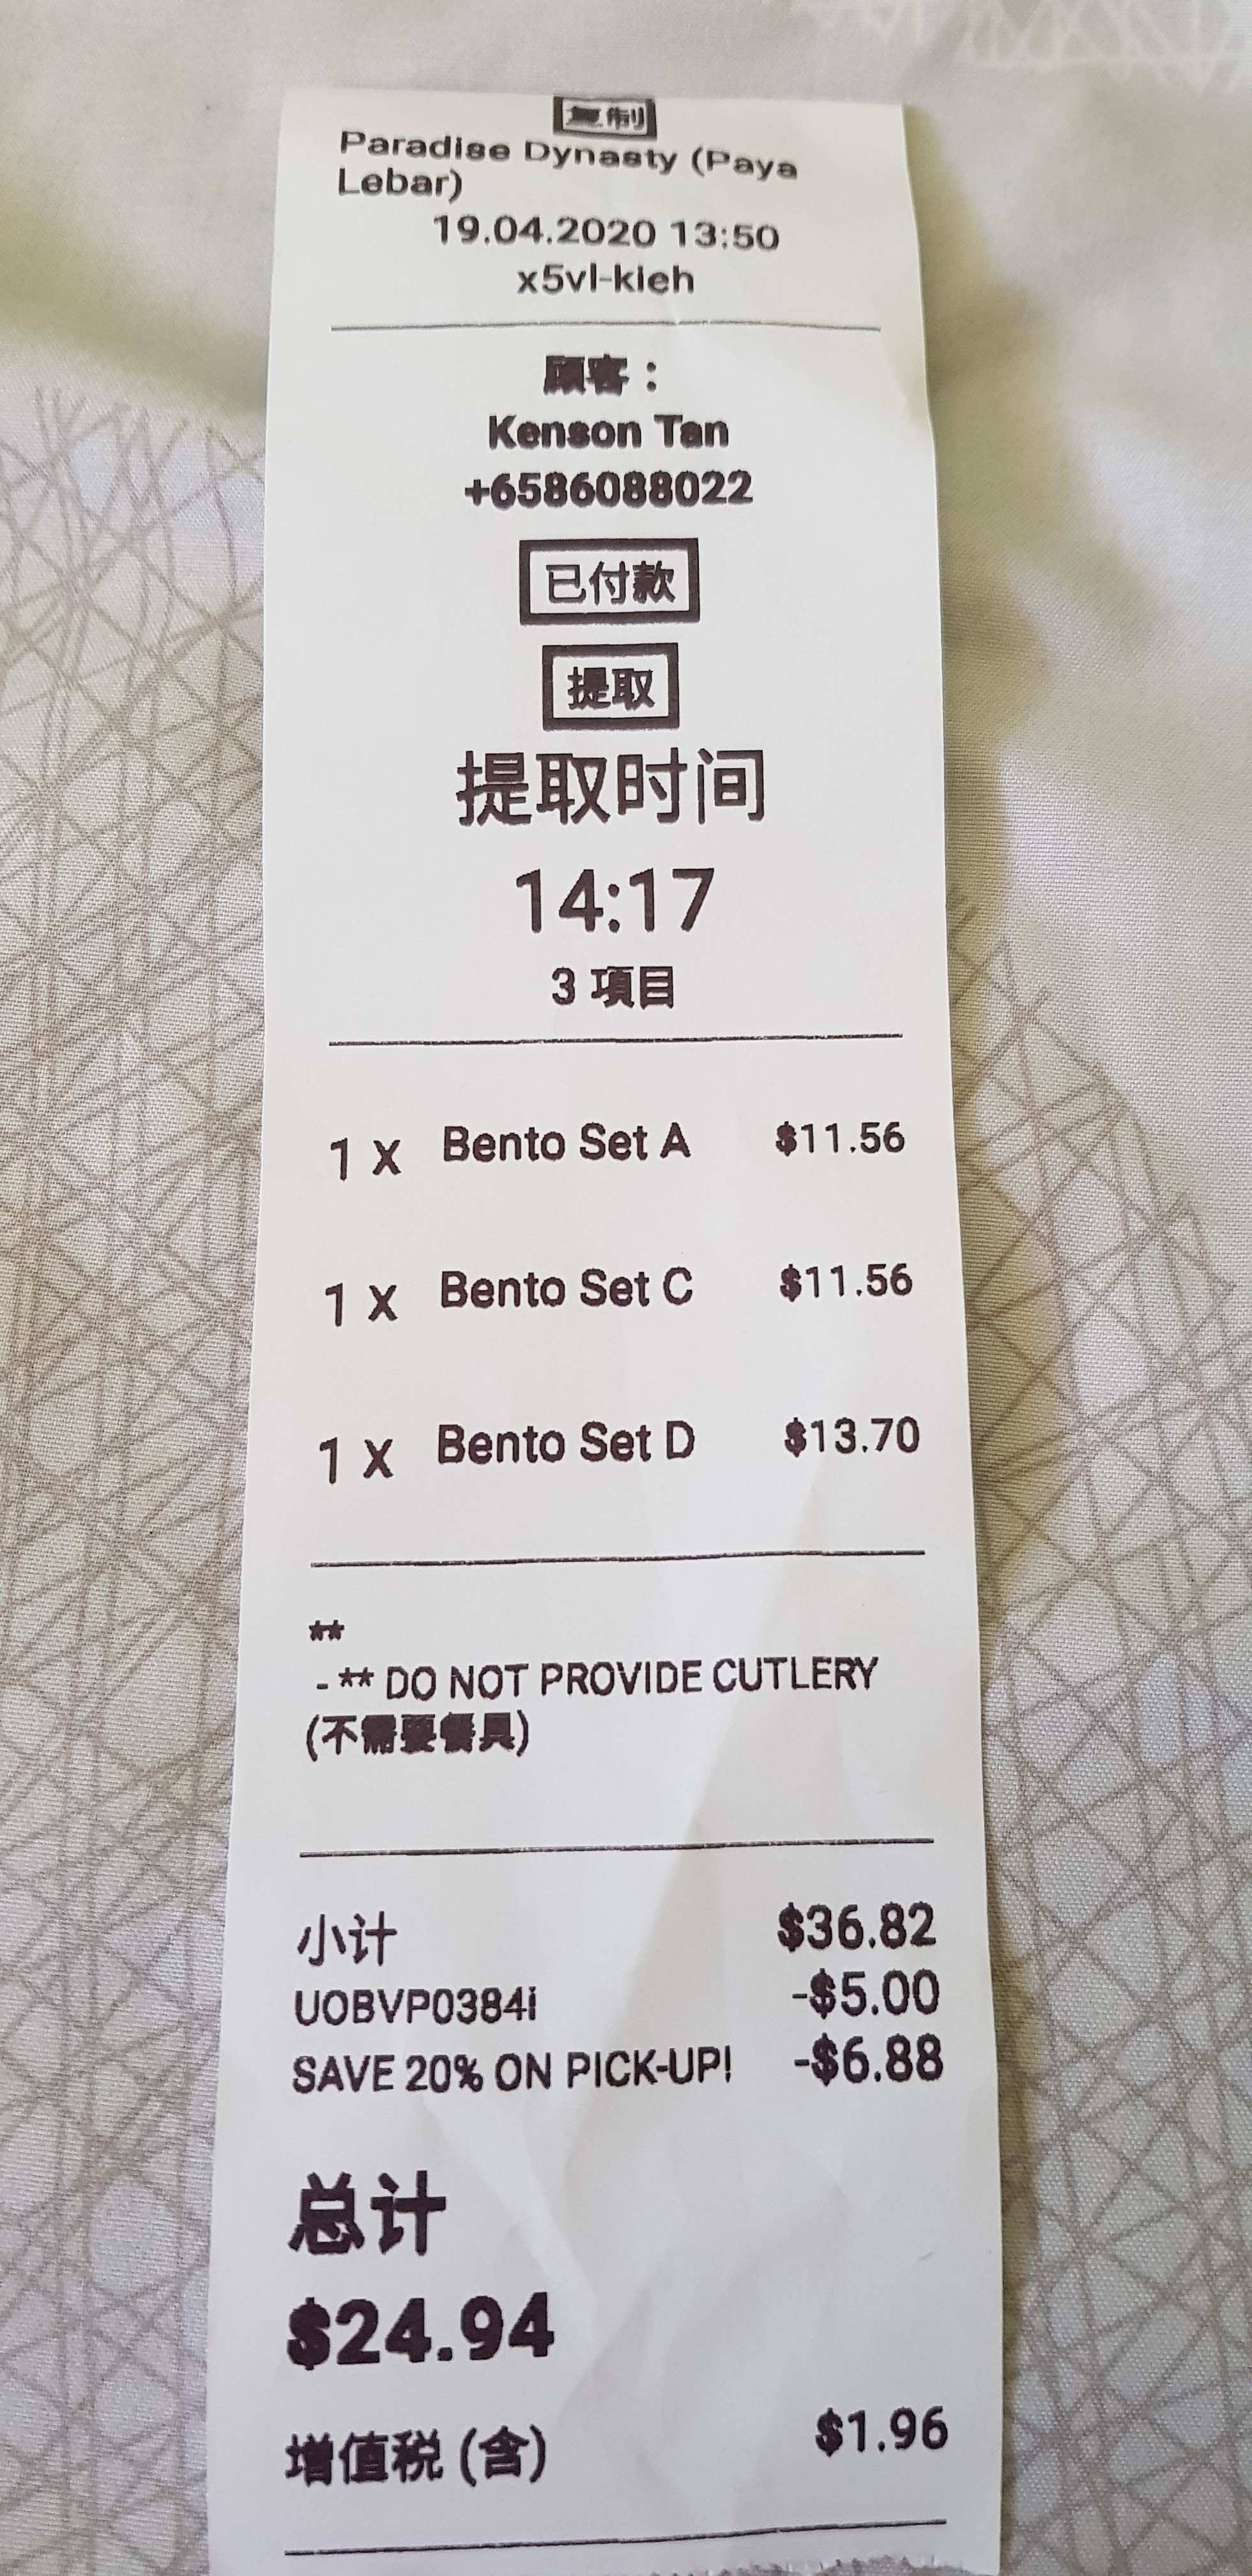 复制
Paradise Dynasty (Paya
Lebar)
19.04.2020 13:50
x5vl-kieh
顧客：
Kenson Tan
+6586088022
已付款
提取
提取时间
14:17
3 項目
1 x Bento Set A $11.56
1 x Bento Set C $11.56
1 x Bento Set D $13.70
**
- ** DO NOT PROVIDE CUTLERY
(不需要餐具)
小计 $36.82
UOBVP0384i -$5.00
SAVE 20% ON PICK-UP! -$6.88
总计
$24.94
增值税 (含) $1.96